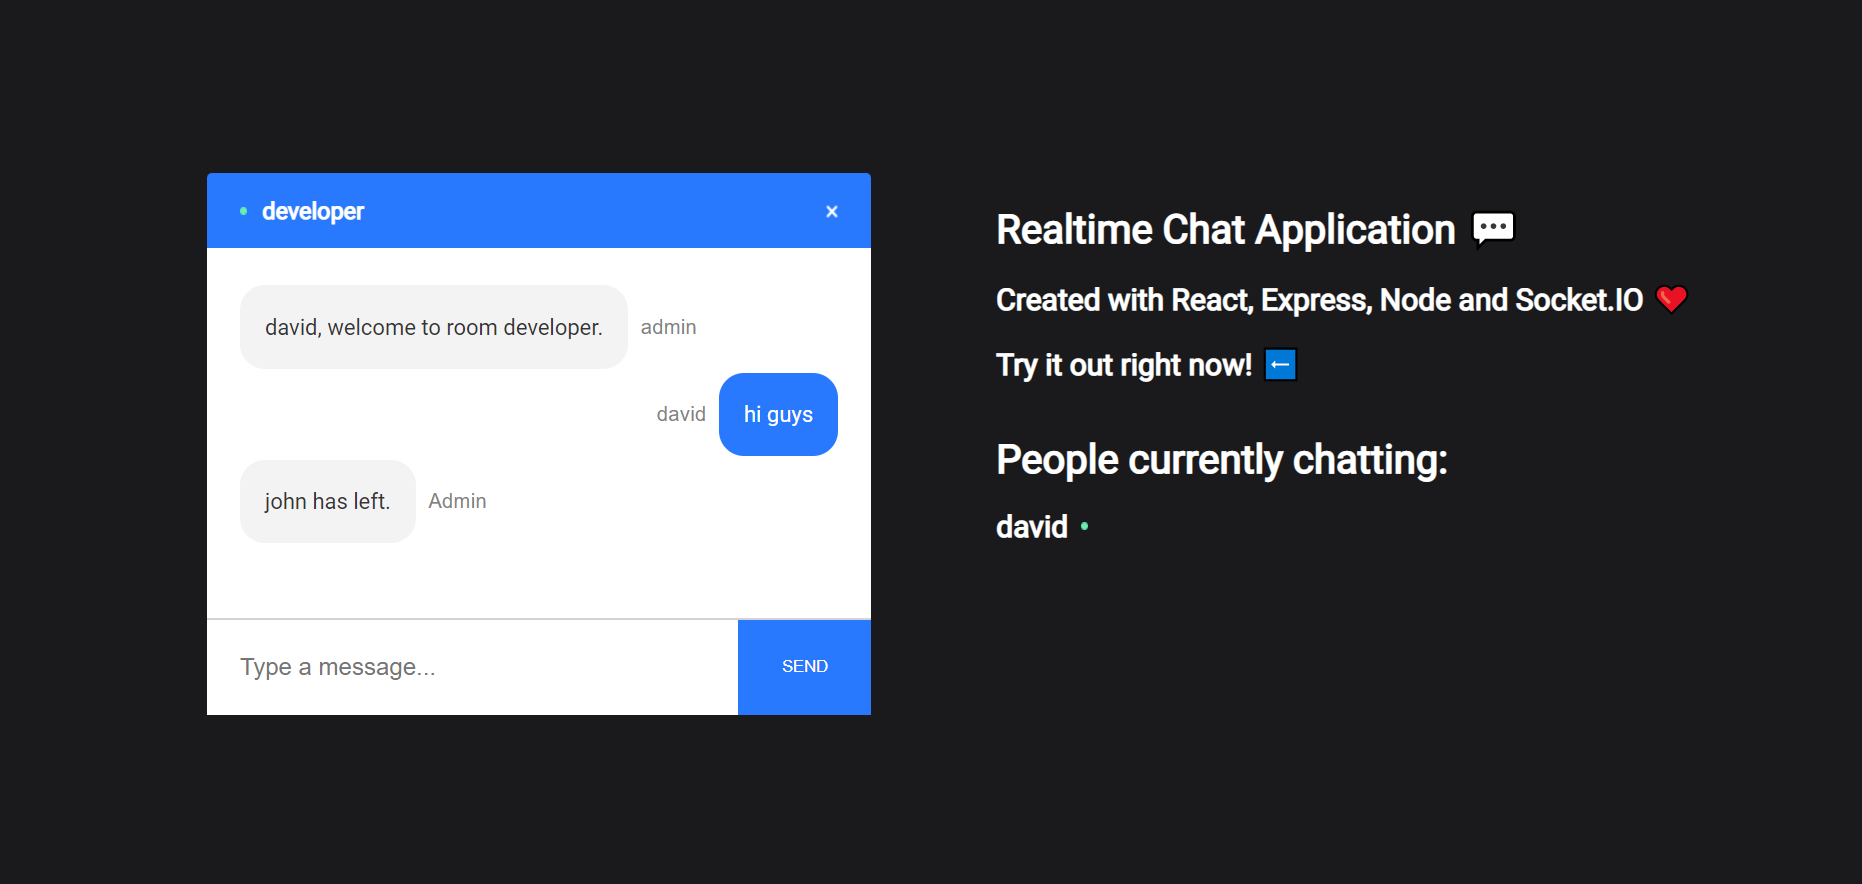 developer
david, welcome to room developer. admin
david hi guys
john has left. Admin
Type a message...
SEND
Realtime Chat Application 💬
Created with React, Express, Node and Socket.IO ❤️
Try it out right now! ⬅️
People currently chatting:
david